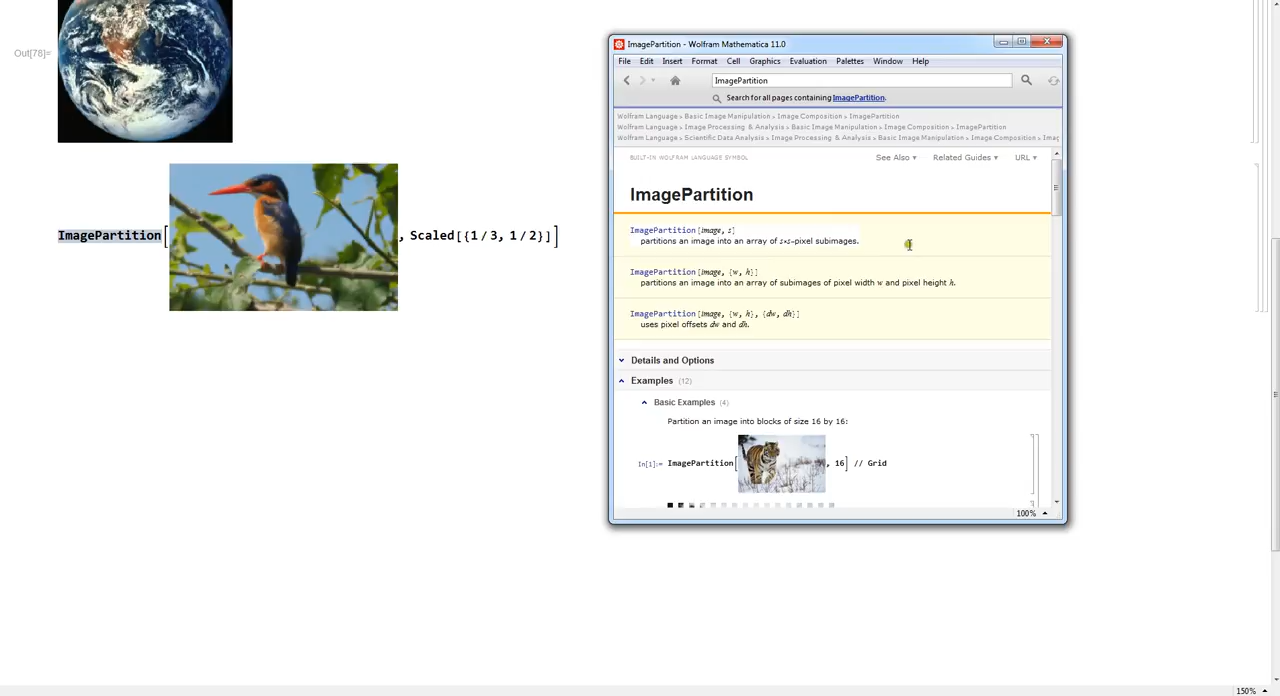 Out[78]=
ImagePartition[ , Scaled[{1 / 3, 1 / 2}]]
ImagePartition - Wolfram Mathematica 11.0
File Edit Insert Format Cell Graphics Evaluation Palettes Window Help
ImagePartition
Search for all pages containing ImagePartition.
Wolfram Language > Basic Image Manipulation > Image Composition > ImagePartition
Wolfram Language > Image Processing & Analysis > Basic Image Manipulation > Image Composition > ImagePartition
Wolfram Language > Scientific Data Analysis > Image Processing & Analysis > Basic Image Manipulation > Image Composition > Imag
BUILT-IN WOLFRAM LANGUAGE SYMBOL
See Also ▾ Related Guides ▾ URL ▾
ImagePartition
ImagePartition[image, s]
partitions an image into an array of s×s-pixel subimages.
ImagePartition[image, {w, h}]
partitions an image into an array of subimages of pixel width w and pixel height h.
ImagePartition[image, {w, h}, {dw, dh}]
uses pixel offsets dw and dh.
Details and Options
Examples (12)
Basic Examples (4)
Partition an image into blocks of size 16 by 16:
In[1]:= ImagePartition[ , 16] // Grid
100%
150%